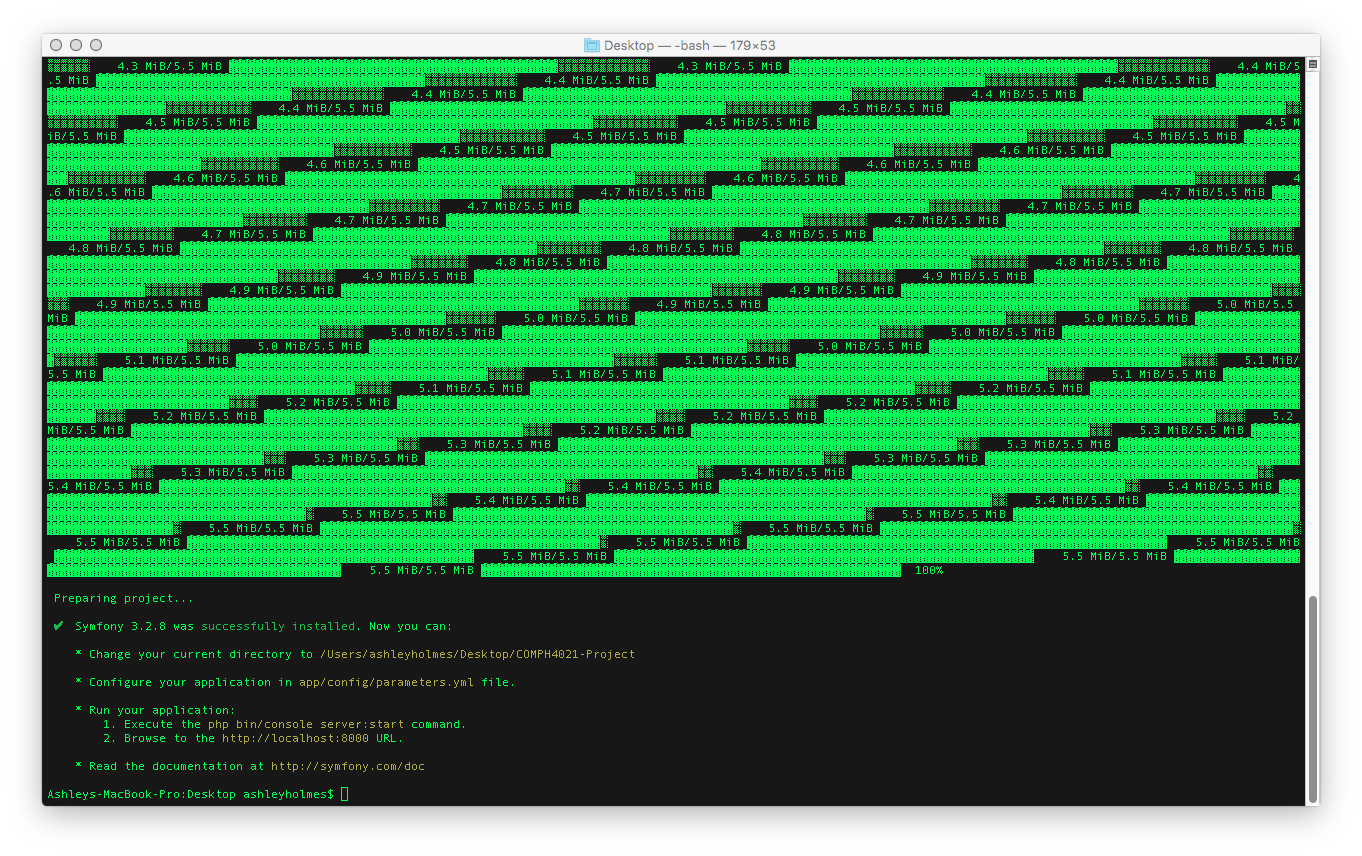 Desktop — -bash — 179×53
4.3 MiB/5.5 MiB 4.3 MiB/5.5 MiB 4.4 MiB/5
.5 MiB 4.4 MiB/5.5 MiB 4.4 MiB/5.5 MiB
4.4 MiB/5.5 MiB 4.4 MiB/5.5 MiB
4.4 MiB/5.5 MiB 4.5 MiB/5.5 MiB
4.5 MiB/5.5 MiB 4.5 MiB/5.5 MiB 4.5 M
iB/5.5 MiB 4.5 MiB/5.5 MiB 4.5 MiB/5.5 MiB
4.5 MiB/5.5 MiB 4.6 MiB/5.5 MiB
4.6 MiB/5.5 MiB 4.6 MiB/5.5 MiB
4.6 MiB/5.5 MiB 4.6 MiB/5.5 MiB 4
.6 MiB/5.5 MiB 4.7 MiB/5.5 MiB 4.7 MiB/5.5 MiB
4.7 MiB/5.5 MiB 4.7 MiB/5.5 MiB
4.7 MiB/5.5 MiB 4.7 MiB/5.5 MiB
4.7 MiB/5.5 MiB 4.8 MiB/5.5 MiB
4.8 MiB/5.5 MiB 4.8 MiB/5.5 MiB 4.8 MiB/5.5 MiB
4.8 MiB/5.5 MiB 4.8 MiB/5.5 MiB
4.9 MiB/5.5 MiB 4.9 MiB/5.5 MiB
4.9 MiB/5.5 MiB 4.9 MiB/5.5 MiB
4.9 MiB/5.5 MiB 4.9 MiB/5.5 MiB 5.0 MiB/5.5
MiB 5.0 MiB/5.5 MiB 5.0 MiB/5.5 MiB
5.0 MiB/5.5 MiB 5.0 MiB/5.5 MiB
5.0 MiB/5.5 MiB 5.0 MiB/5.5 MiB
5.1 MiB/5.5 MiB 5.1 MiB/5.5 MiB 5.1 MiB/
5.5 MiB 5.1 MiB/5.5 MiB 5.1 MiB/5.5 MiB
5.1 MiB/5.5 MiB 5.2 MiB/5.5 MiB
5.2 MiB/5.5 MiB 5.2 MiB/5.5 MiB
5.2 MiB/5.5 MiB 5.2 MiB/5.5 MiB 5.2
MiB/5.5 MiB 5.2 MiB/5.5 MiB 5.3 MiB/5.5 MiB
5.3 MiB/5.5 MiB 5.3 MiB/5.5 MiB
5.3 MiB/5.5 MiB 5.3 MiB/5.5 MiB
5.3 MiB/5.5 MiB 5.4 MiB/5.5 MiB
5.4 MiB/5.5 MiB 5.4 MiB/5.5 MiB 5.4 MiB/5.5 MiB
5.4 MiB/5.5 MiB 5.4 MiB/5.5 MiB
5.5 MiB/5.5 MiB 5.5 MiB/5.5 MiB
5.5 MiB/5.5 MiB 5.5 MiB/5.5 MiB
5.5 MiB/5.5 MiB 5.5 MiB/5.5 MiB 5.5 MiB/5.5 MiB
5.5 MiB/5.5 MiB 5.5 MiB/5.5 MiB
5.5 MiB/5.5 MiB 100%
Preparing project...
✔ Symfony 3.2.8 was successfully installed. Now you can:
* Change your current directory to /Users/ashleyholmes/Desktop/COMPH4021-Project
* Configure your application in app/config/parameters.yml file.
* Run your application:
1. Execute the php bin/console server:start command.
2. Browse to the http://localhost:8000 URL.
* Read the documentation at http://symfony.com/doc
Ashleys-MacBook-Pro:Desktop ashleyholmes$